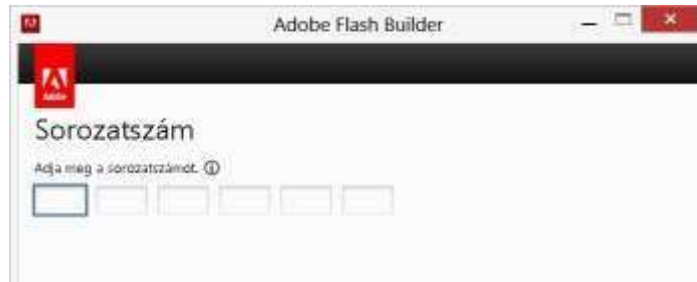 Adobe Flash Builder
Adobe
Sorozatszám
Adja meg a sorozatszámot.